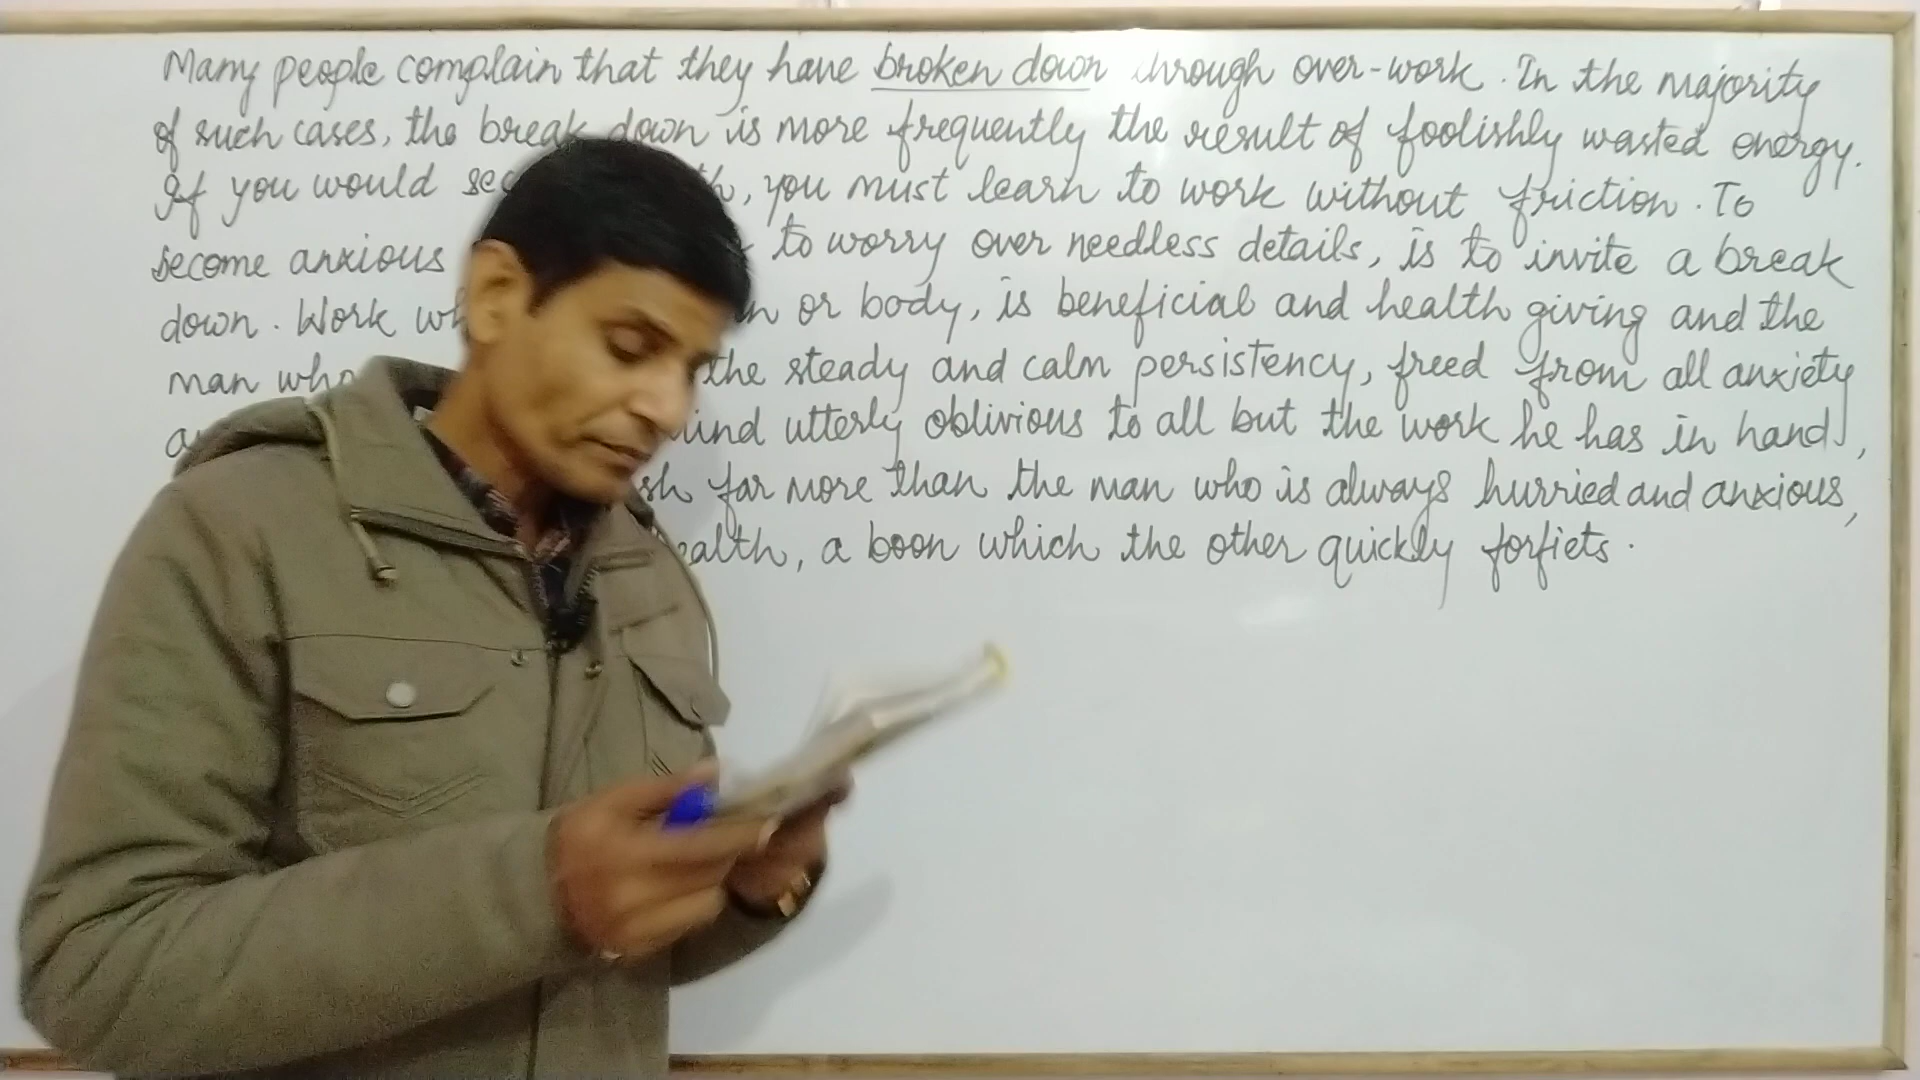 Many people complain that they have broken down through over-work. In the majority
of such cases, the break down is more frequently the result of foolishly wasted energy.
If you would you must learn to work without friction. To
become anxious to worry over needless details, is to invite a break
down. Work or body, is beneficial and health giving and the
man who the steady and calm persistency, freed from all anxiety
utterly oblivious to all but the work he has in hand,
far more than the man who is always hurried and anxious,
a boon which the other quickly forfiets.